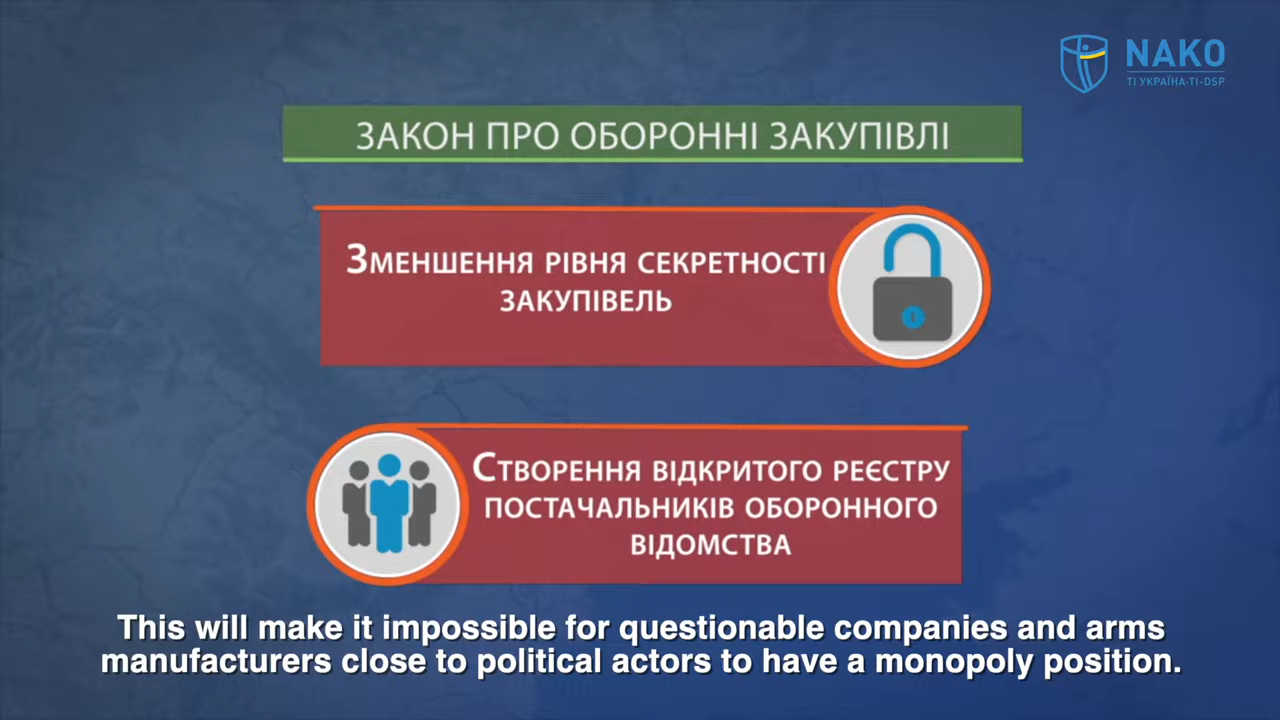 NAKO
ТІ УКРАЇНА-TI-DSP
ЗАКОН ПРО ОБОРОННІ ЗАКУПІВЛІ
ЗМЕНШЕННЯ РІВНЯ СЕКРЕТНОСТІ
ЗАКУПІВЕЛЬ
СТВОРЕННЯ ВІДКРИТОГО РЕЄСТРУ
ПОСТАЧАЛЬНИКІВ ОБОРОННОГО
ВІДОМСТВА
This will make it impossible for questionable companies and arms
manufacturers close to political actors to have a monopoly position.